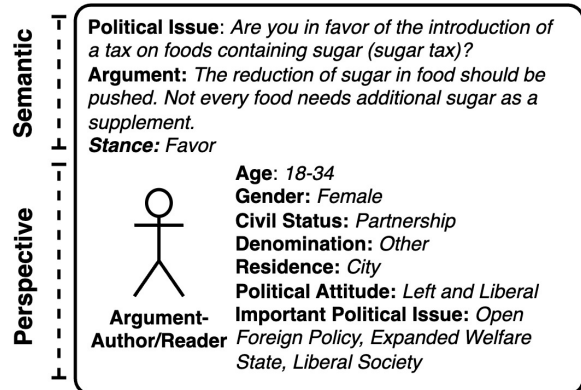 Semantic
Political Issue: Are you in favor of the introduction of
a tax on foods containing sugar (sugar tax)?
Argument: The reduction of sugar in food should be
pushed. Not every food needs additional sugar as a
supplement.
Stance: Favor
Perspective
Argument-
Author/Reader
Age: 18-34
Gender: Female
Civil Status: Partnership
Denomination: Other
Residence: City
Political Attitude: Left and Liberal
Important Political Issue: Open
Foreign Policy, Expanded Welfare
State, Liberal Society